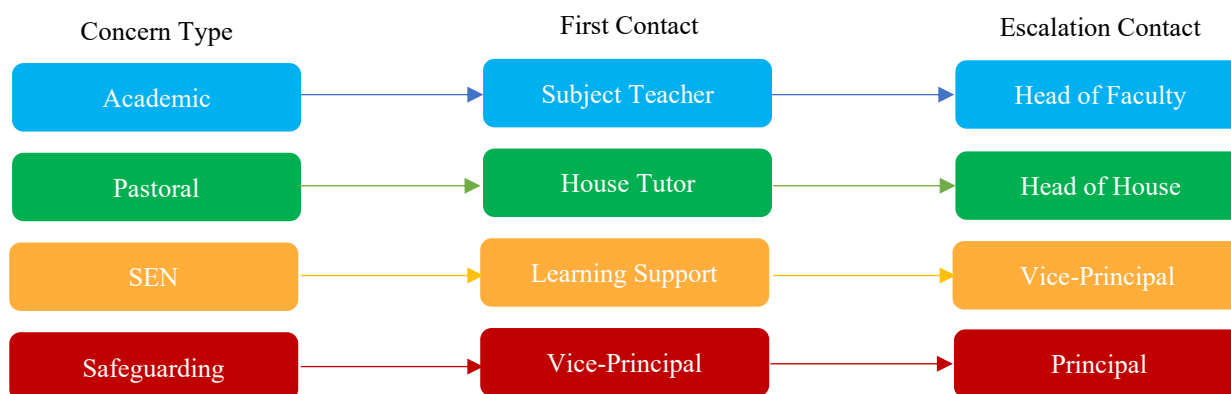 Concern Type First Contact Escalation Contact
Academic Subject Teacher Head of Faculty
Pastoral House Tutor Head of House
SEN Learning Support Vice-Principal
Safeguarding Vice-Principal Principal